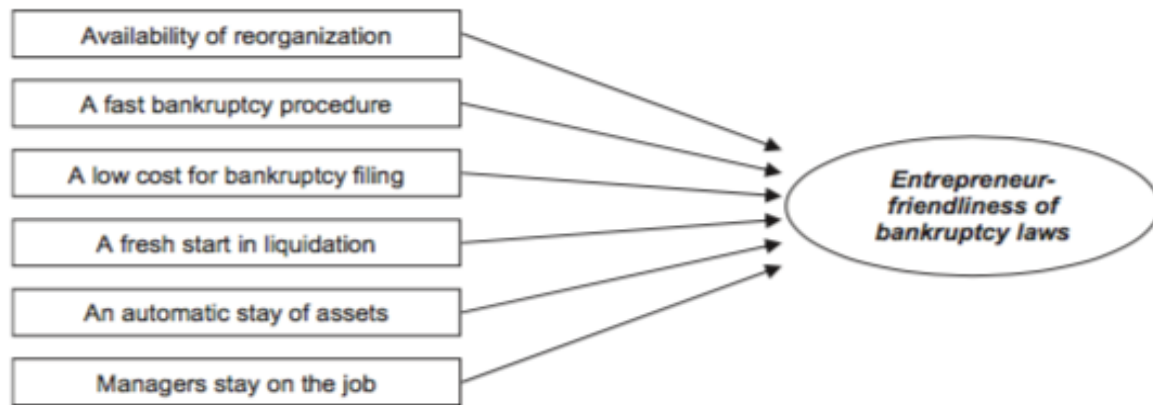 Availability of reorganization
A fast bankruptcy procedure
A low cost for bankruptcy filing
A fresh start in liquidation
An automatic stay of assets
Managers stay on the job
Entrepreneur-
friendliness of
bankruptcy laws